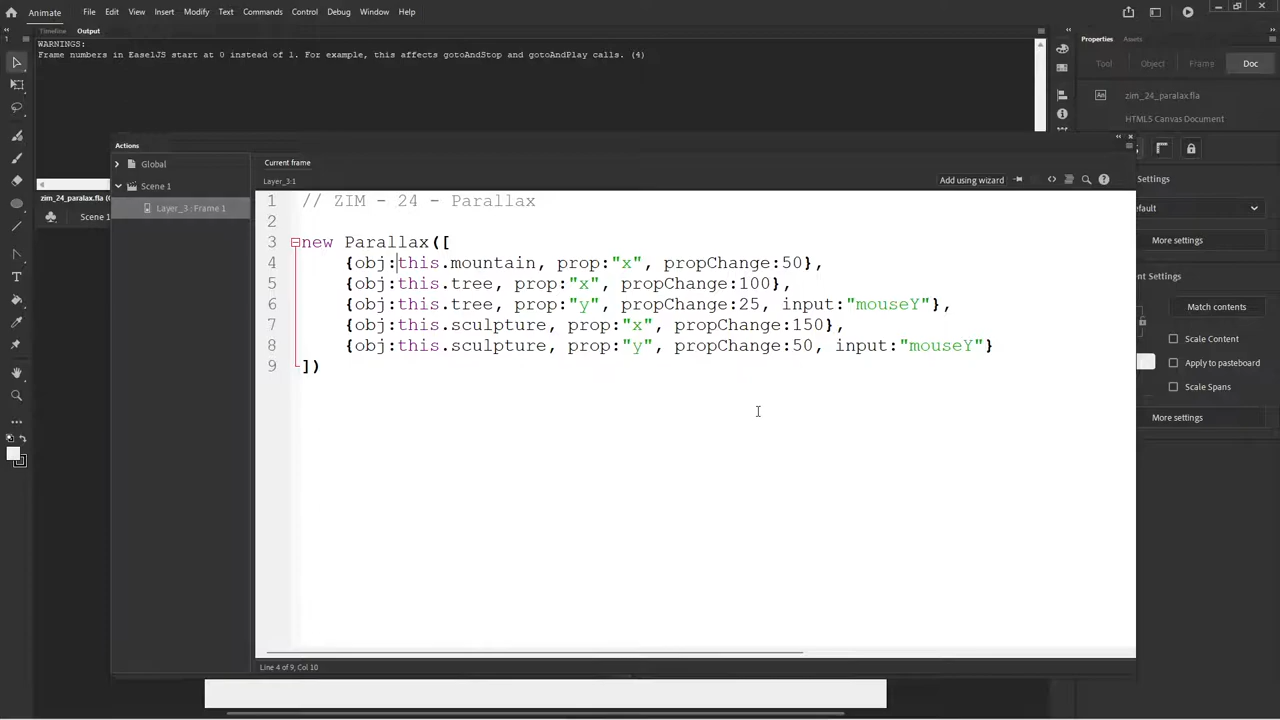 Animate File Edit View Insert Modify Text Commands Control Debug Window Help
Timeline Output
WARNINGS:
Frame numbers in EaselJS start at 0 instead of 1. For example, this affects gotoAndStop and gotoAndPlay calls. (4)
Properties Assets
Tool Object Frame Doc
zim_24_paralax.fla
HTML5 Canvas Document
Actions
Global
Scene 1
Layer_3 : Frame 1
Current frame
Layer_3:1
Add using wizard
zim_24_paralax.fla (
Scene 1
1 // ZIM - 24 - Parallax
2
3 new Parallax([
4 {obj:this.mountain, prop:"x", propChange:50},
5 {obj:this.tree, prop:"x", propChange:100},
6 {obj:this.tree, prop:"y", propChange:25, input:"mouseY"},
7 {obj:this.sculpture, prop:"x", propChange:150},
8 {obj:this.sculpture, prop:"y", propChange:50, input:"mouseY"}
9 ])
Line 4 of 9, Col 10
Settings
default
More settings
ent Settings
Match contents
Scale Content
Apply to pasteboard
Scale Spans
More settings